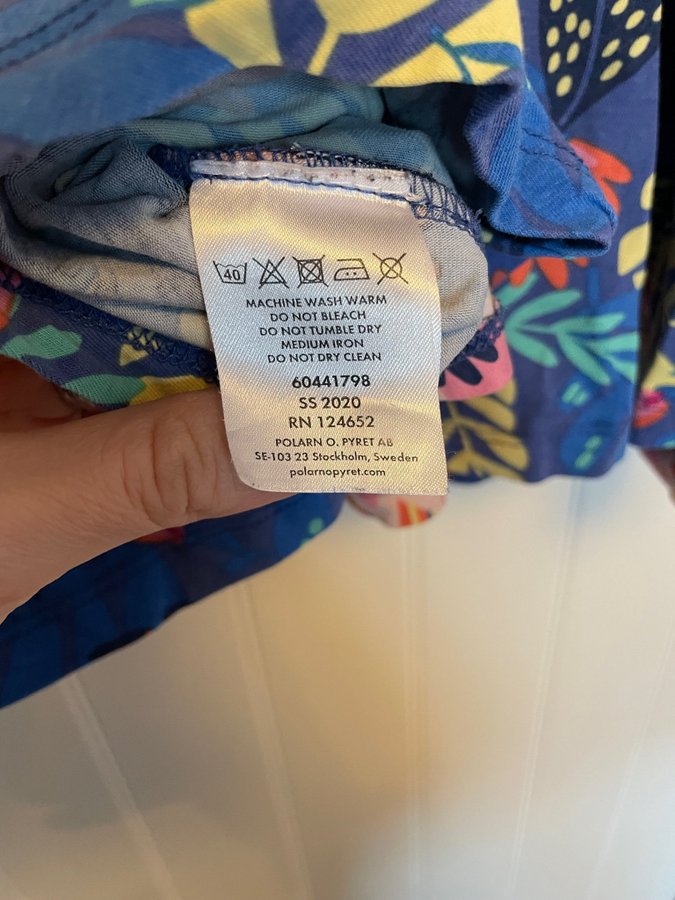 40
MACHINE WASH WARM
DO NOT BLEACH
DO NOT TUMBLE DRY
MEDIUM IRON
DO NOT DRY CLEAN
60441798
SS 2020
RN 124652
POLARN O. PYRET AB
SE-103 23 Stockholm, Sweden
polarnopyret.com